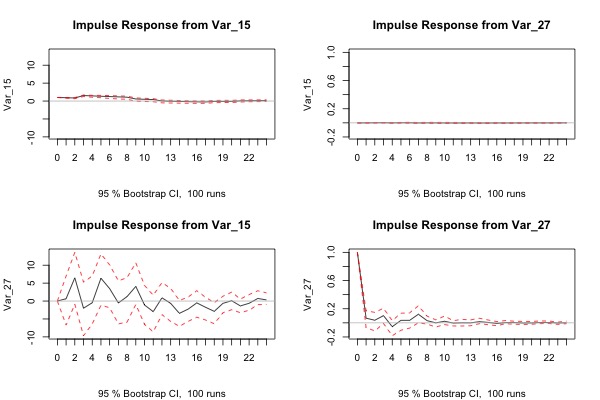 Impulse Response from Var_15
Var_15
10
5
0
-10
0 2 4 6 8 10 13 16 19 22
95 % Bootstrap CI, 100 runs
Impulse Response from Var_27
Var_15
1.0
0.6
0.2
-0.2
0 2 4 6 8 10 13 16 19 22
95 % Bootstrap CI, 100 runs
Impulse Response from Var_15
Var_27
10
5
0
-10
0 2 4 6 8 10 13 16 19 22
95 % Bootstrap CI, 100 runs
Impulse Response from Var_27
Var_27
1.0
0.6
0.2
-0.2
0 2 4 6 8 10 13 16 19 22
95 % Bootstrap CI, 100 runs